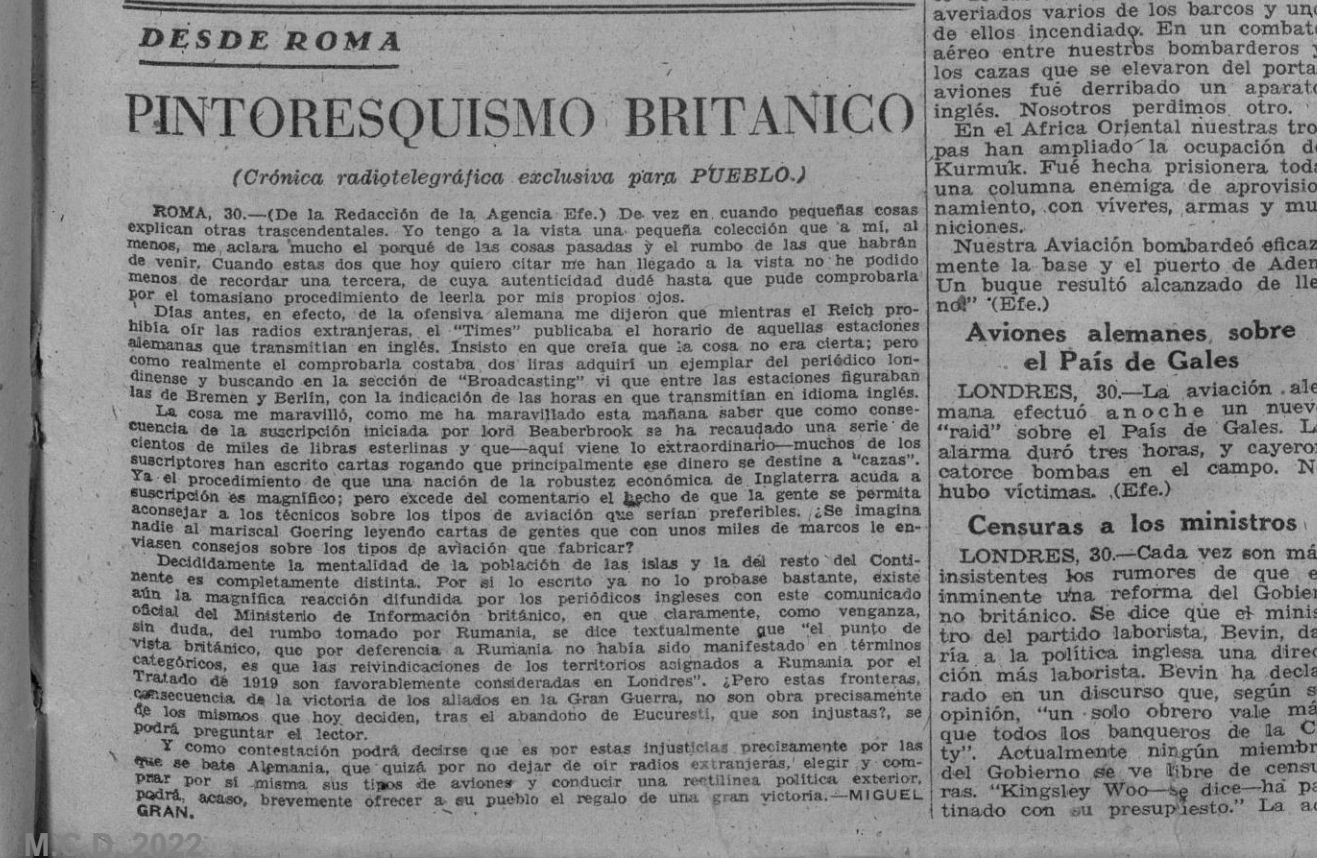 DESDE ROMA
PINTORESQUISMO BRITANICO
(Crónica radiotelegráfica exclusiva para PUEBLO.)
ROMA, 30.—(De la Redacción de la Agencia Efe.) De vez en cuando pequeñas cosas
explican otras trascendentales. Yo tengo a la vista una pequeña colección que a mí, al
menos, me aclara mucho el porqué de las cosas pasadas y el rumbo de las que habrán
de venir. Cuando estas dos que hoy quiero citar me han llegado a la vista no he podido
menos de recordar una tercera, de cuya autenticidad dudé hasta que pude comprobarla
por el tomasiano procedimiento de leerla por mis propios ojos.
Días antes, en efecto, de la ofensiva alemana me dijeron que mientras el Reich pro-
hibía oír las radios extranjeras, el "Times" publicaba el horario de aquellas estaciones
alemanas que transmitían en inglés. Insisto en que creía que la cosa no era cierta; pero
como realmente el comprobarla costaba dos liras adquirí un ejemplar del periódico lon-
dinense y buscando en la sección de "Broadcasting" vi que entre las estaciones figuraban
las de Bremen y Berlín, con la indicación de las horas en que transmitían en idioma inglés.
La cosa me maravilló, como me ha maravillado esta mañana saber que como conse-
cuencia de la suscripción iniciada por lord Beaberbrook se ha recaudado una serie de
cientos de miles de libras esterlinas y que—aquí viene lo extraordinario—muchos de los
suscriptores han escrito cartas rogando que principalmente ese dinero se destine a "cazas".
Ya el procedimiento de que una nación de la robustez económica de Inglaterra acuda a
suscripción es magnífico; pero excede del comentario el hecho de que la gente se permita
aconsejar a los técnicos sobre los tipos de aviación que serían preferibles. ¿Se imagina
nadie al mariscal Goering leyendo cartas de gentes que con unos miles de marcos le en-
viasen consejos sobre los tipos de aviación que fabricar?
Decididamente la mentalidad de la población de las islas y la del resto del Conti-
nente es completamente distinta. Por si lo escrito ya no lo probase bastante, existe
aún la magnífica reacción difundida por los periódicos ingleses con este comunicado
oficial del Ministerio de Información británico, en que claramente, como venganza,
sin duda, del rumbo tomado por Rumania, se dice textualmente que "el punto de
vista británico, que por deferencia a Rumania no había sido manifestado en términos
categóricos, es que las reivindicaciones de los territorios asignados a Rumania por el
Tratado de 1919 son favorablemente consideradas en Londres". ¿Pero estas fronteras,
consecuencia de la victoria de los aliados en la Gran Guerra, no son obra precisamente
de los mismos que hoy deciden, tras el abandono de Bucuresti, que son injustas?, se
podrá preguntar el lector.
Y como contestación podrá decirse que es por estas injusticias precisamente por las
que se bate Alemania, que quizá por no dejar de oír radios extranjeras, elegir y com-
prar por sí misma sus tipos de aviones y conducir una rectilínea política exterior,
podrá, acaso, brevemente ofrecer a su pueblo el regalo de una gran victoria.—MIGUEL
GRAN.
averiados varios de los barcos y uno
de ellos incendiado. En un combate
aéreo entre nuestros bombarderos y
los cazas que se elevaron del porta-
aviones fué derribado un aparato
inglés. Nosotros perdimos otro.
En el Africa Oriental nuestras tro-
pas han ampliado la ocupación de
Kurmuk. Fué hecha prisionera toda
una columna enemiga de aprovisio-
namiento, con víveres, armas y mu-
niciones.
Nuestra Aviación bombardeó eficaz-
mente la base y el puerto de Aden.
Un buque resultó alcanzado de lle-
no." (Efe.)
Aviones alemanes sobre
el País de Gales
LONDRES, 30.—La aviación ale-
mana efectuó anoche un nuevo
"raid" sobre el País de Gales. La
alarma duró tres horas, y cayeron
catorce bombas en el campo. No
hubo víctimas. (Efe.)
Censuras a los ministros
LONDRES, 30.—Cada vez son má
insistentes los rumores de que e
inminente una reforma del Gobier
no británico. Se dice que el minis
tro del partido laborista, Bevin, da
ría a la política inglesa una direc
ción más laborista. Bevin ha decla
rado en un discurso que, según s
opinión, "un solo obrero vale má
que todos los banqueros de la C
ty". Actualmente ningún miembr
del Gobierno se ve libre de censu
ras. "Kingsley Woo—se dice—ha pa
tinado con su presupuesto." La ac
M.C.D. 2022